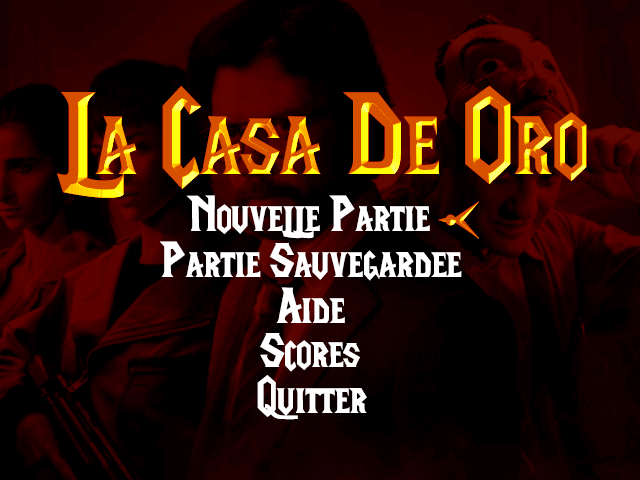 La Casa De Oro
Nouvelle Partie
Partie Sauvegardee
Aide
Scores
Quitter